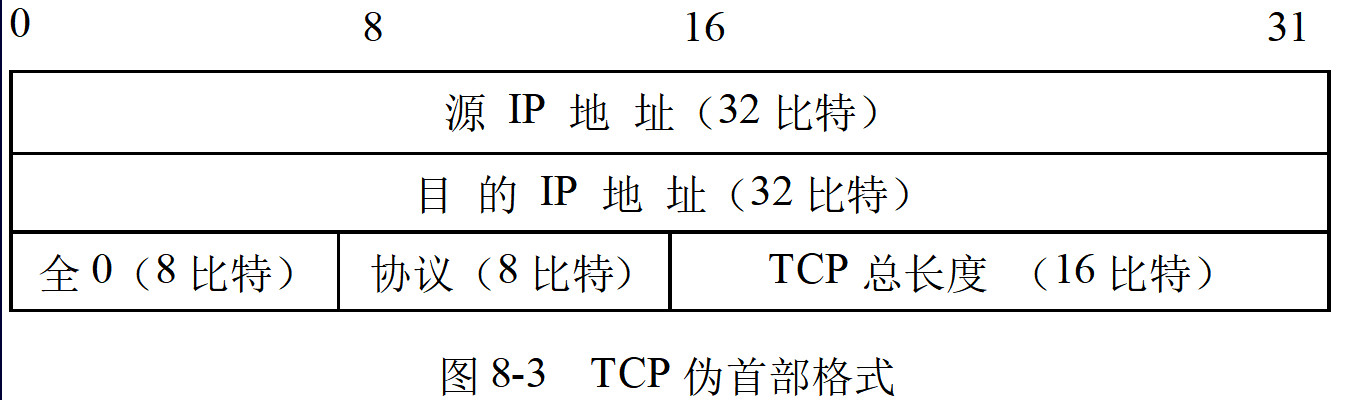 0 8 16 31
源 IP 地 址（32 比特）
目 的 IP 地 址（32 比特）
全 0（8 比特） 协议（8 比特） TCP 总长度 （16 比特）
图 8-3 TCP 伪首部格式